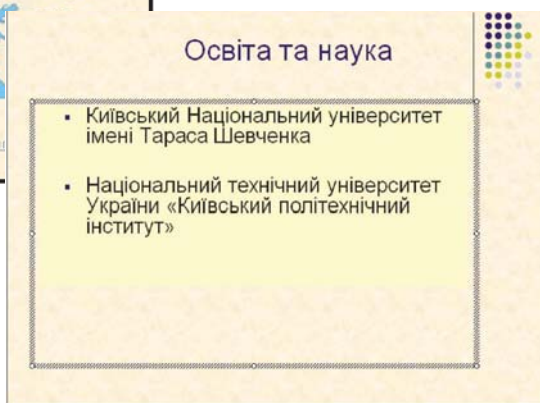 Освіта та наука
▪ Київський Національний університет
імені Тараса Шевченка
▪ Національний технічний університет
України «Київський політехнічний
інститут»